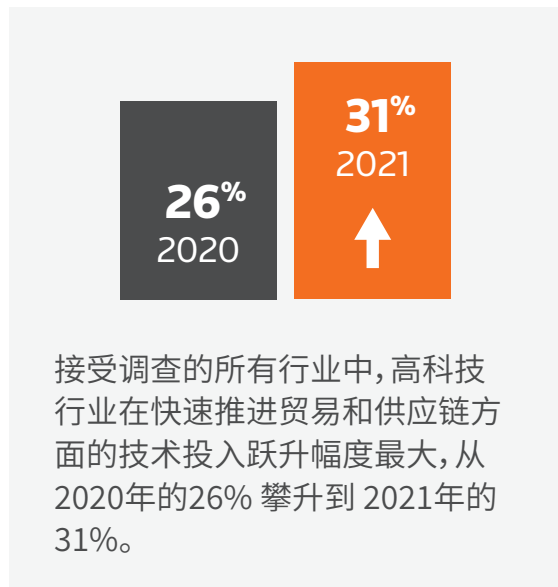 31%
2021
26%
2020
接受调查的所有行业中，高科技
行业在快速推进贸易和供应链方
面的技术投入跃升幅度最大，从
2020年的26% 攀升到 2021年的
31%。